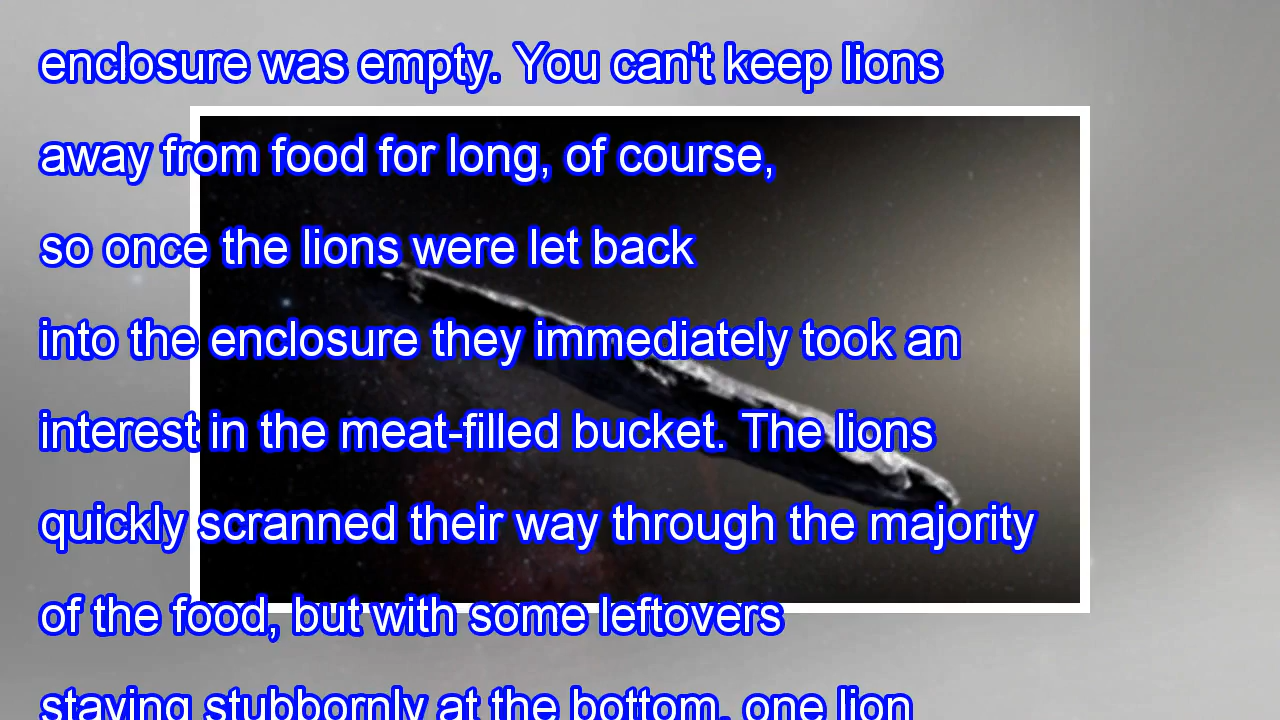 enclosure was empty. You can't keep lions
away from food for long, of course,
so once the lions were let back
into the enclosure they immediately took an
interest in the meat-filled bucket. The lions
quickly scranned their way through the majority
of the food, but with some leftovers
staying stubbornly at the bottom, one lion